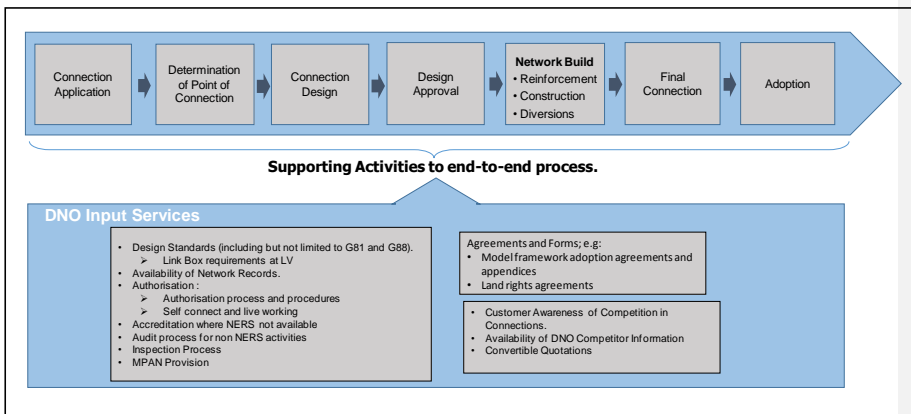 Connection
Application
Determination
of Point of
Connection
Connection
Design
Design
Approval
Network Build
• Reinforcement
• Construction
• Diversions
Final
Connection
Adoption
Supporting Activities to end-to-end process.
DNO Input Services
• Design Standards (including but not limited to G81 and G88).
➢ Link Box requirements at LV
• Availability of Network Records.
• Authorisation :
➢ Authorisation process and procedures
➢ Self connect and live working
• Accreditation where NERS not available
• Audit process for non NERS activities
• Inspection Process
• MPAN Provision
Agreements and Forms; e.g:
• Model framework adoption agreements and
appendices
• Land rights agreements
• Customer Awareness of Competition in
Connections.
• Availability of DNO Competitor Information
• Convertible Quotations